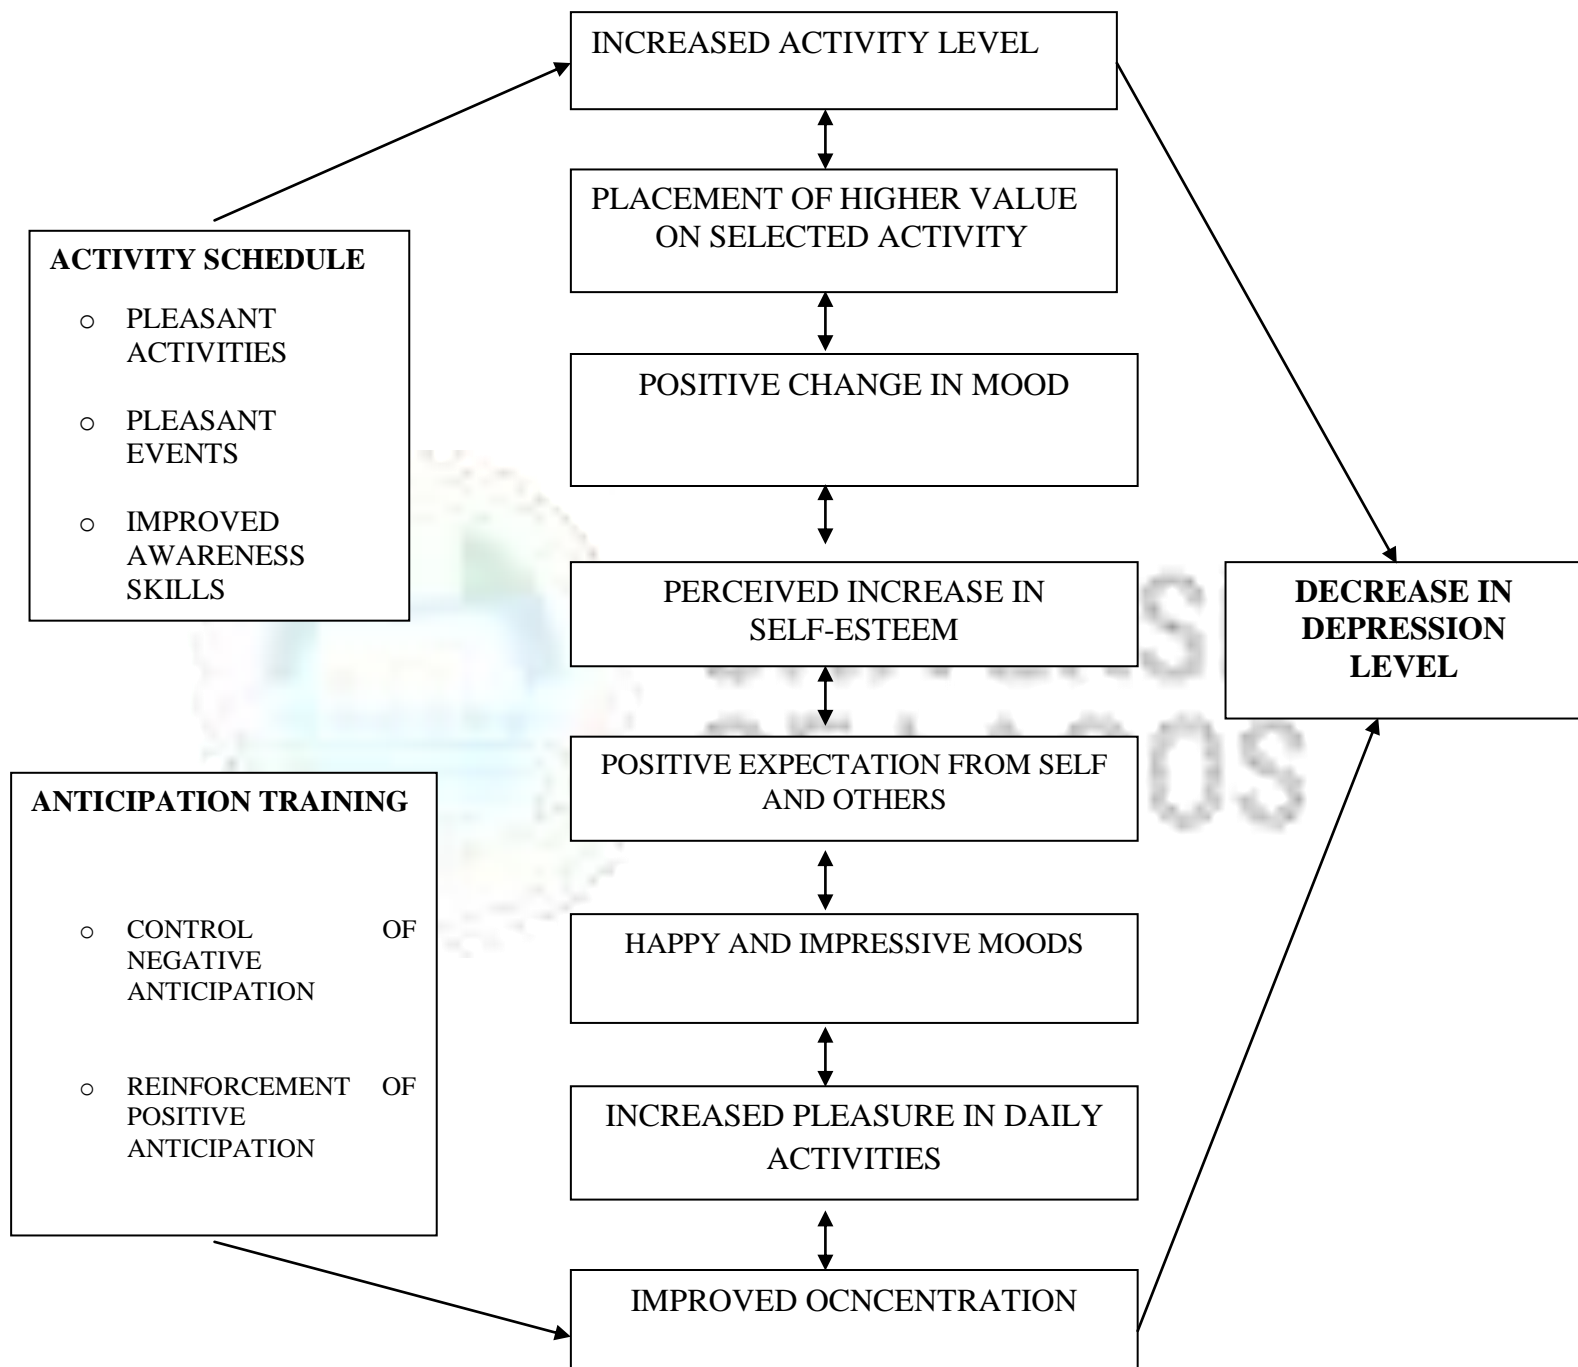 INCREASED ACTIVITY LEVEL
PLACEMENT OF HIGHER VALUE
ON SELECTED ACTIVITY
ACTIVITY SCHEDULE
o PLEASANT
ACTIVITIES
o PLEASANT
EVENTS
o IMPROVED
AWARENESS
SKILLS
POSITIVE CHANGE IN MOOD
PERCEIVED INCREASE IN
SELF-ESTEEM
DECREASE IN
DEPRESSION
LEVEL
POSITIVE EXPECTATION FROM SELF
AND OTHERS
ANTICIPATION TRAINING
o CONTROL OF
NEGATIVE
ANTICIPATION
o REINFORCEMENT OF
POSITIVE
ANTICIPATION
HAPPY AND IMPRESSIVE MOODS
INCREASED PLEASURE IN DAILY
ACTIVITIES
IMPROVED OCNCENTRATION